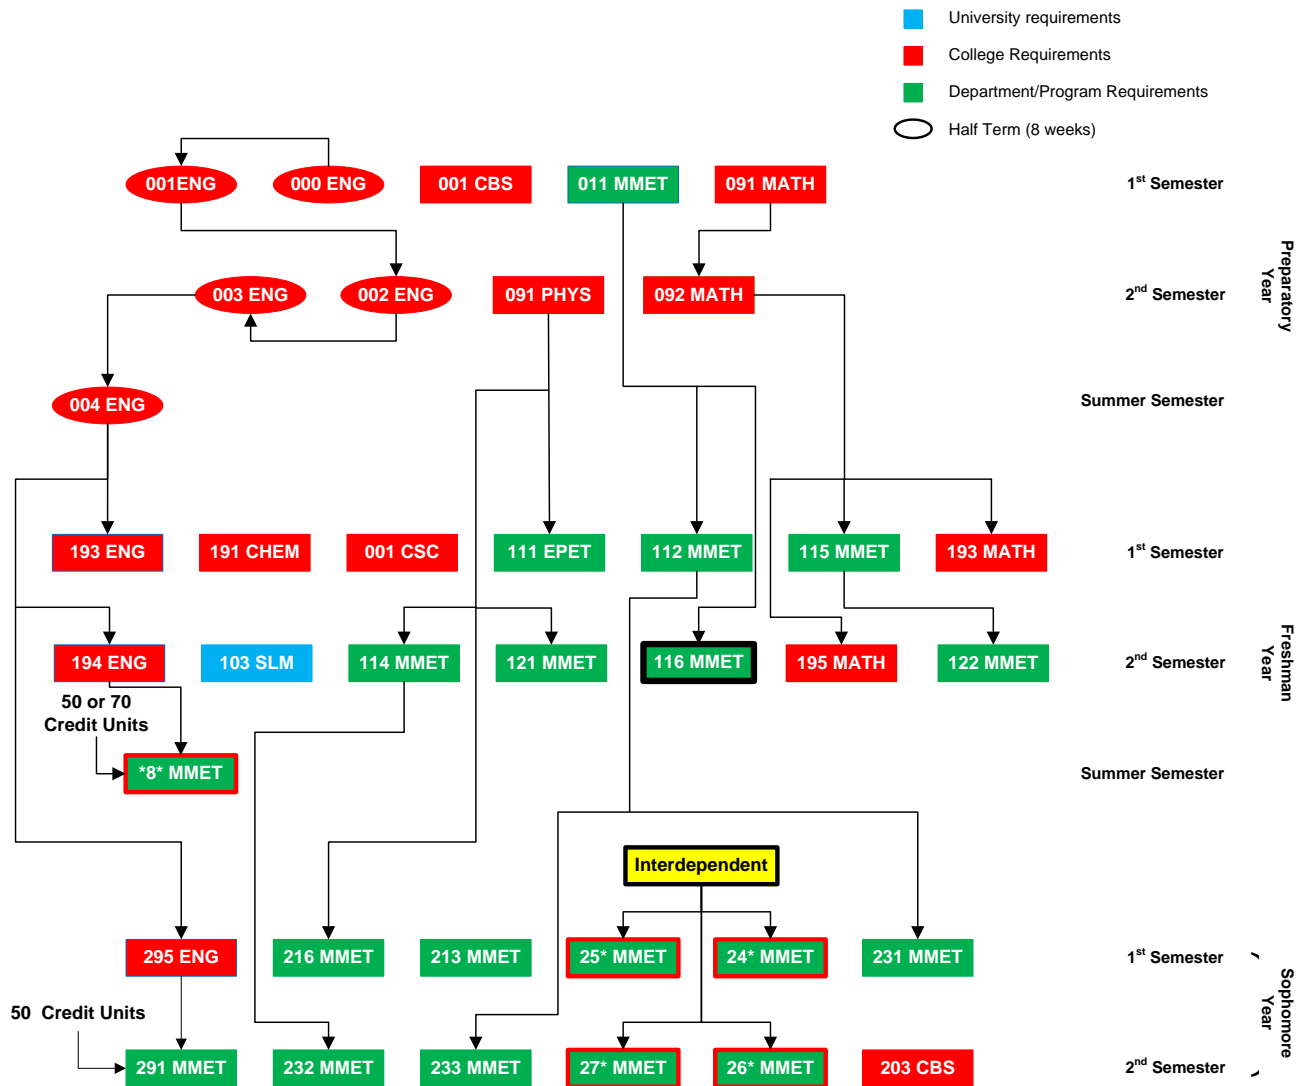 University requirements
College Requirements
Department/Program Requirements
Half Term (8 weeks)
001ENG
000 ENG
001 CBS
011 MMET
091 MATH
1st Semester
003 ENG
002 ENG
091 PHYS
092 MATH
2nd Semester
Preparatory
Year
004 ENG
Summer Semester
193 ENG
191 CHEM
001 CSC
111 EPET
112 MMET
115 MMET
193 MATH
1st Semester
194 ENG
103 SLM
114 MMET
121 MMET
116 MMET
195 MATH
122 MMET
2nd Semester
Freshman
Year
50 or 70
Credit Units
*8* MMET
Summer Semester
Interdependent
295 ENG
216 MMET
213 MMET
25* MMET
24* MMET
231 MMET
1st Semester
50 Credit Units
291 MMET
232 MMET
233 MMET
27* MMET
26* MMET
203 CBS
2nd Semester
Sophomore
Year